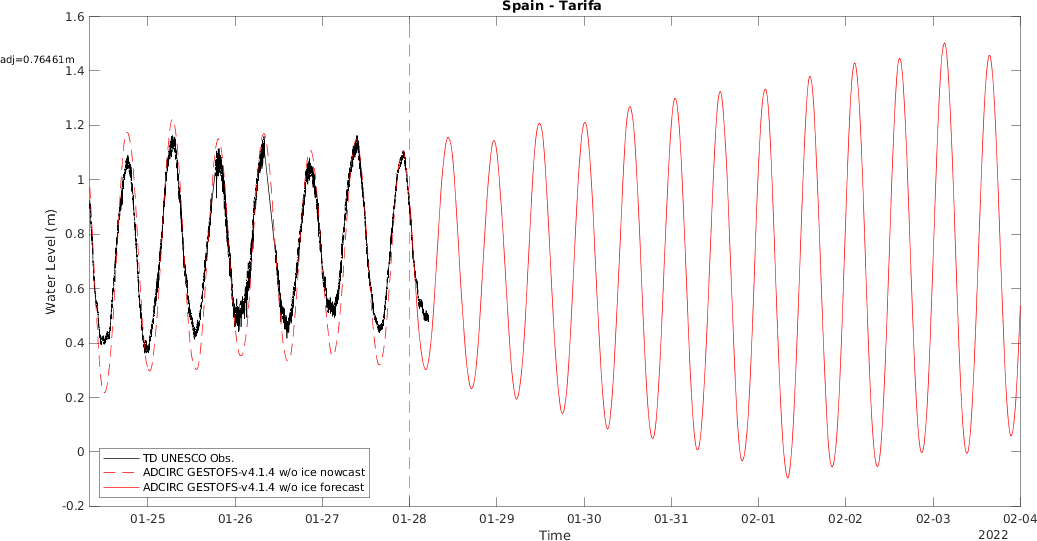 Spain - Tarifa
adj=0.76461m
1.6
1.4
1.2
1
0.8
0.6
0.4
0.2
0
-0.2
Water Level (m)
TD UNESCO Obs.
ADCIRC GESTOFS-v4.1.4 w/o ice nowcast
ADCIRC GESTOFS-v4.1.4 w/o ice forecast
01-25 01-26 01-27 01-28 01-29 01-30 01-31 02-01 02-02 02-03 02-04
Time
2022